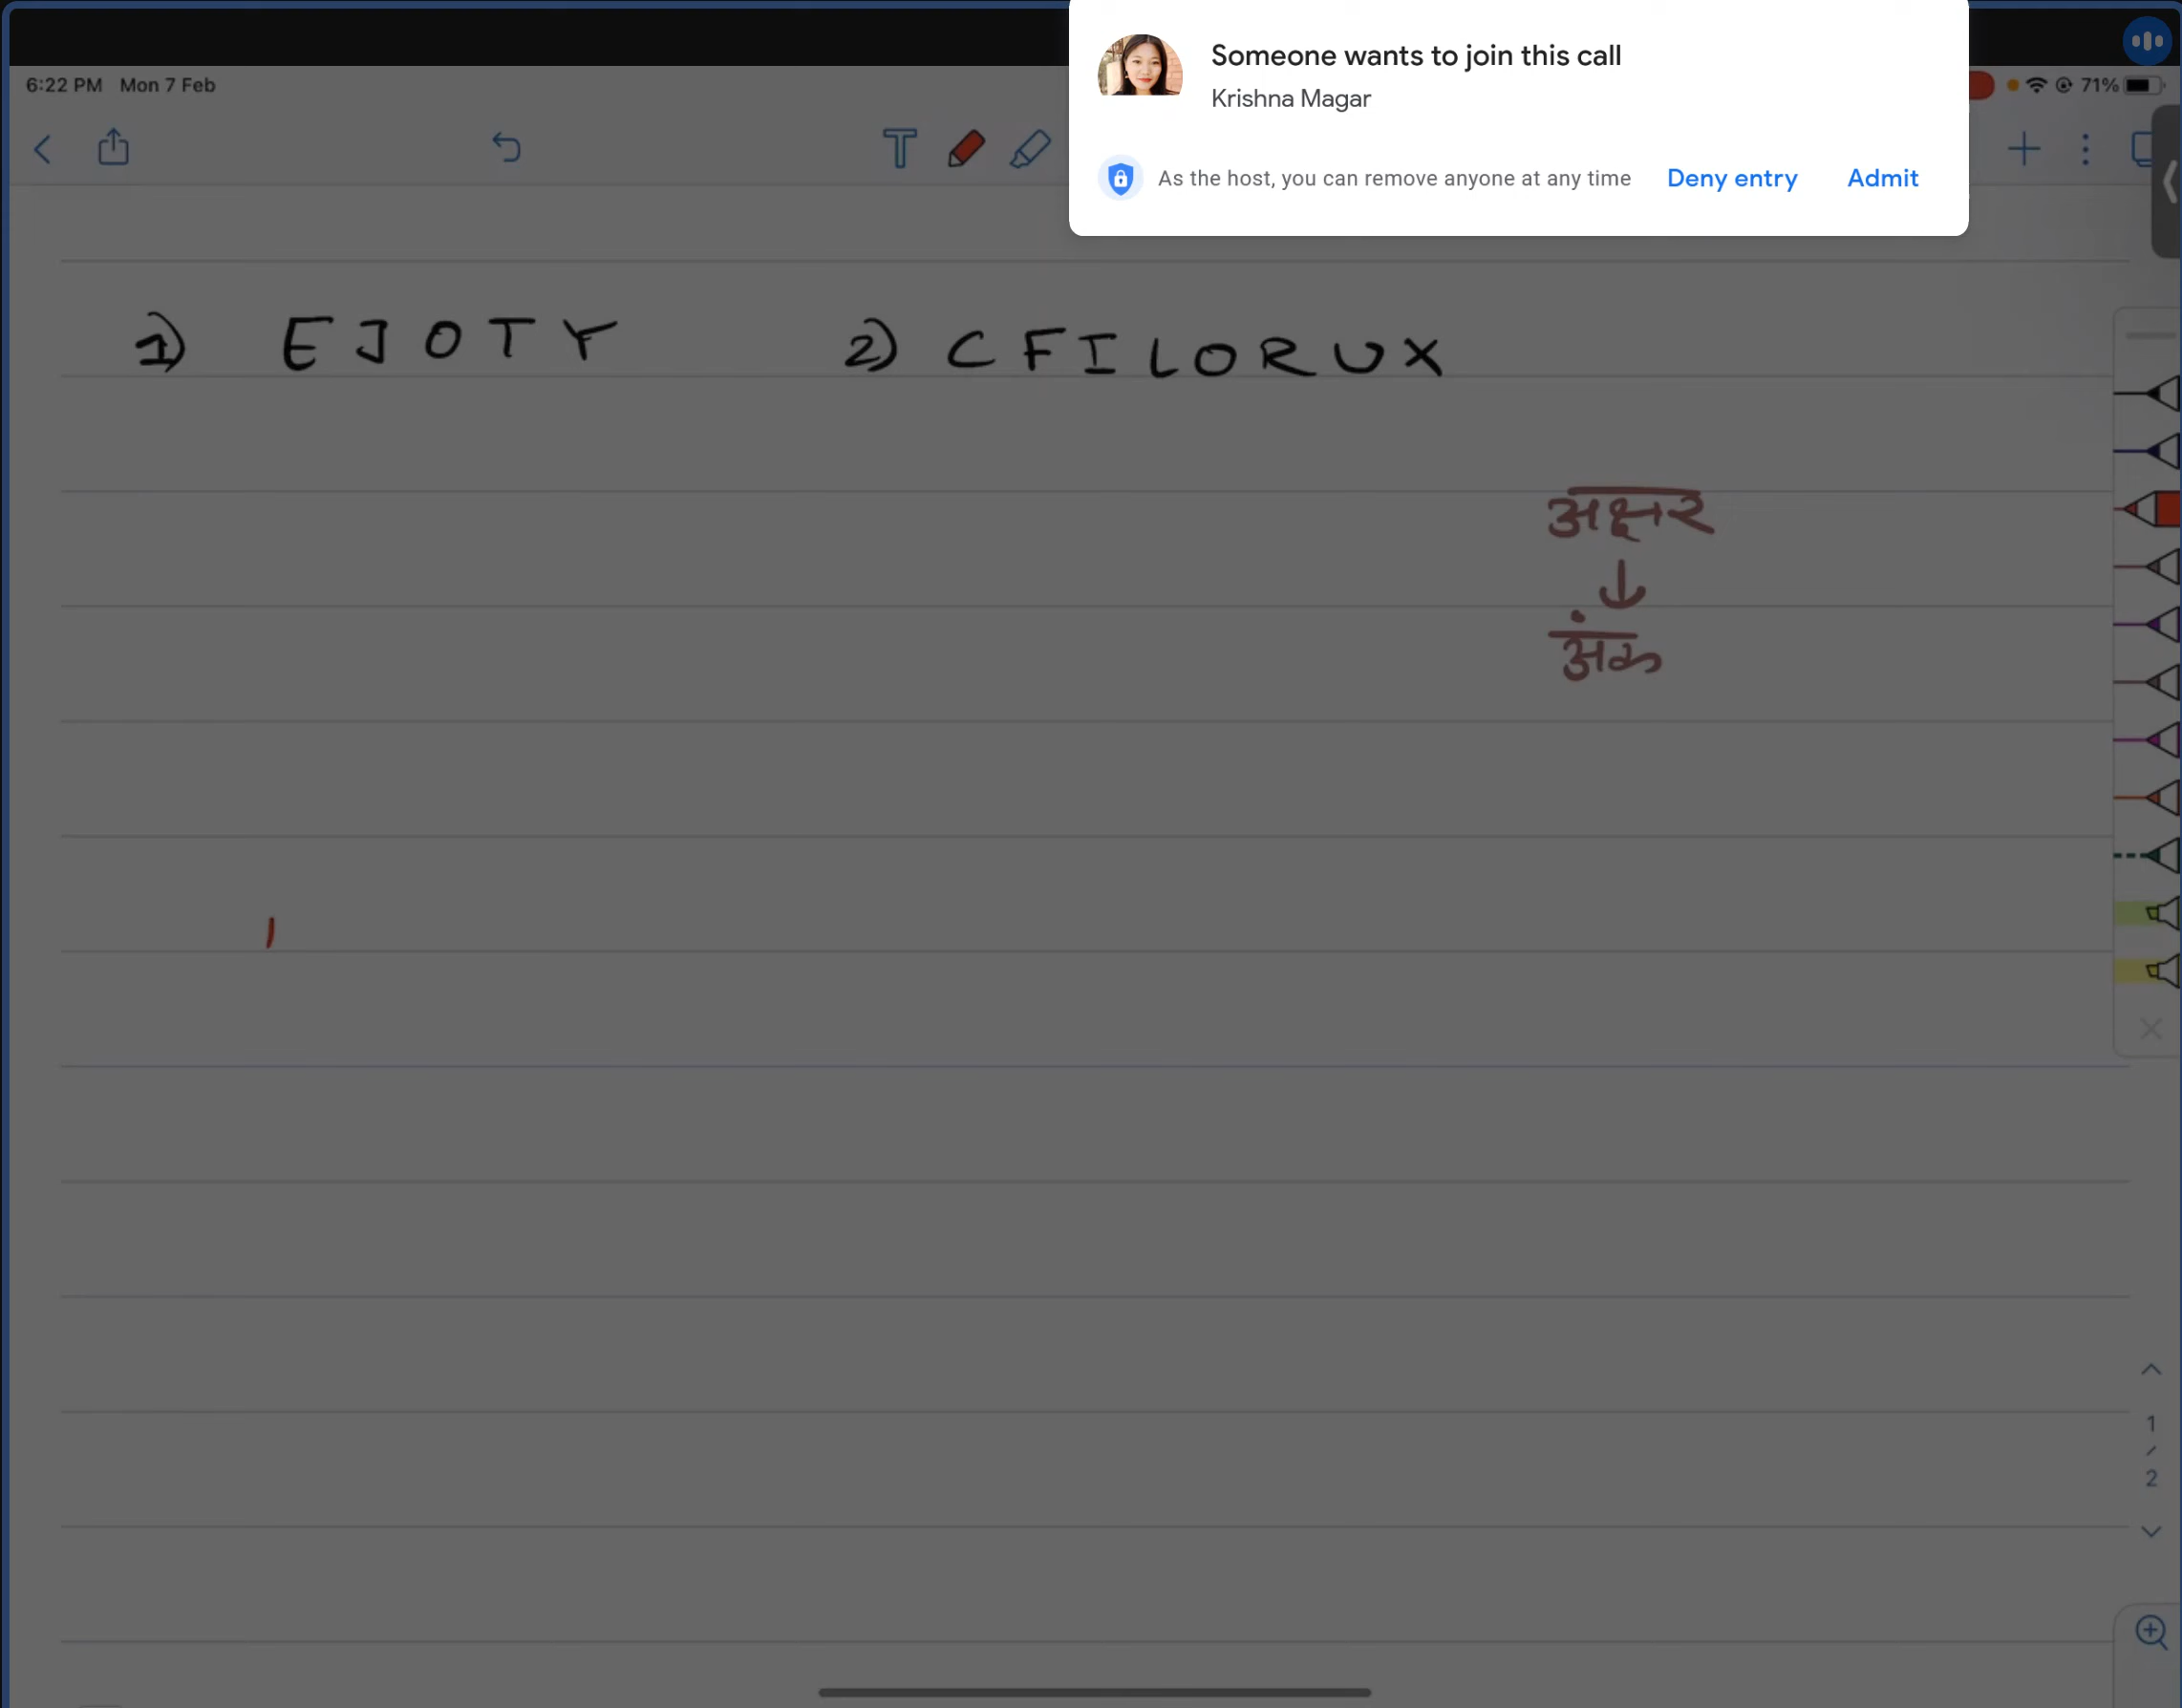 Someone wants to join this call
Krishna Magar
6:22 PM Mon 7 Feb
71%
As the host, you can remove anyone at any time Deny entry Admit
1) E J O T Y 2) C F I L O R U X
अक्षर
↓
अंक
1
/
2